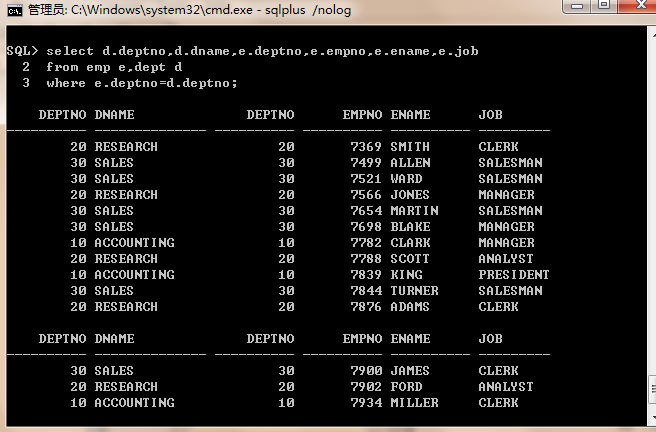 管理员: C:\Windows\system32\cmd.exe - sqlplus /nolog
SQL> select d.deptno,d.dname,e.deptno,e.empno,e.ename,e.job
2 from emp e,dept d
3 where e.deptno=d.deptno;
DEPTNO DNAME DEPTNO EMPNO ENAME JOB
---------- -------------- ---------- ---------- ---------- ---------
20 RESEARCH 20 7369 SMITH CLERK
30 SALES 30 7499 ALLEN SALESMAN
30 SALES 30 7521 WARD SALESMAN
20 RESEARCH 20 7566 JONES MANAGER
30 SALES 30 7654 MARTIN SALESMAN
30 SALES 30 7698 BLAKE MANAGER
10 ACCOUNTING 10 7782 CLARK MANAGER
20 RESEARCH 20 7788 SCOTT ANALYST
10 ACCOUNTING 10 7839 KING PRESIDENT
30 SALES 30 7844 TURNER SALESMAN
20 RESEARCH 20 7876 ADAMS CLERK
DEPTNO DNAME DEPTNO EMPNO ENAME JOB
---------- -------------- ---------- ---------- ---------- ---------
30 SALES 30 7900 JAMES CLERK
20 RESEARCH 20 7902 FORD ANALYST
10 ACCOUNTING 10 7934 MILLER CLERK